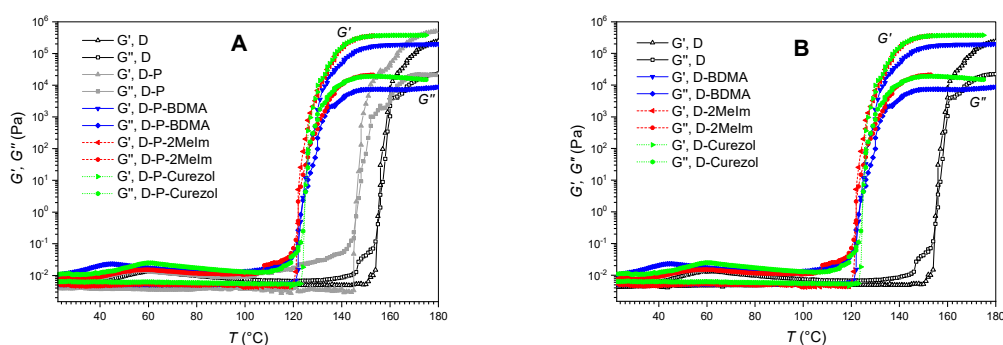 A
G', G'' (Pa)
10⁶
10⁵
10⁴
10³
10²
10¹
10⁰
10⁻¹
10⁻²
G', D
G'', D
G', D-P
G'', D-P
G', D-P-BDMA
G'', D-P-BDMA
G', D-P-2MeIm
G'', D-P-2MeIm
G', D-P-Curezol
G'', D-P-Curezol
G'
G''
40 60 80 100 120 140 160 180
T (°C)
B
G', G'' (Pa)
10⁶
10⁵
10⁴
10³
10²
10¹
10⁰
10⁻¹
10⁻²
G', D
G'', D
G', D-BDMA
G'', D-BDMA
G', D-2MeIm
G'', D-2MeIm
G', D-Curezol
G'', D-Curezol
G'
G''
40 60 80 100 120 140 160 180
T (°C)